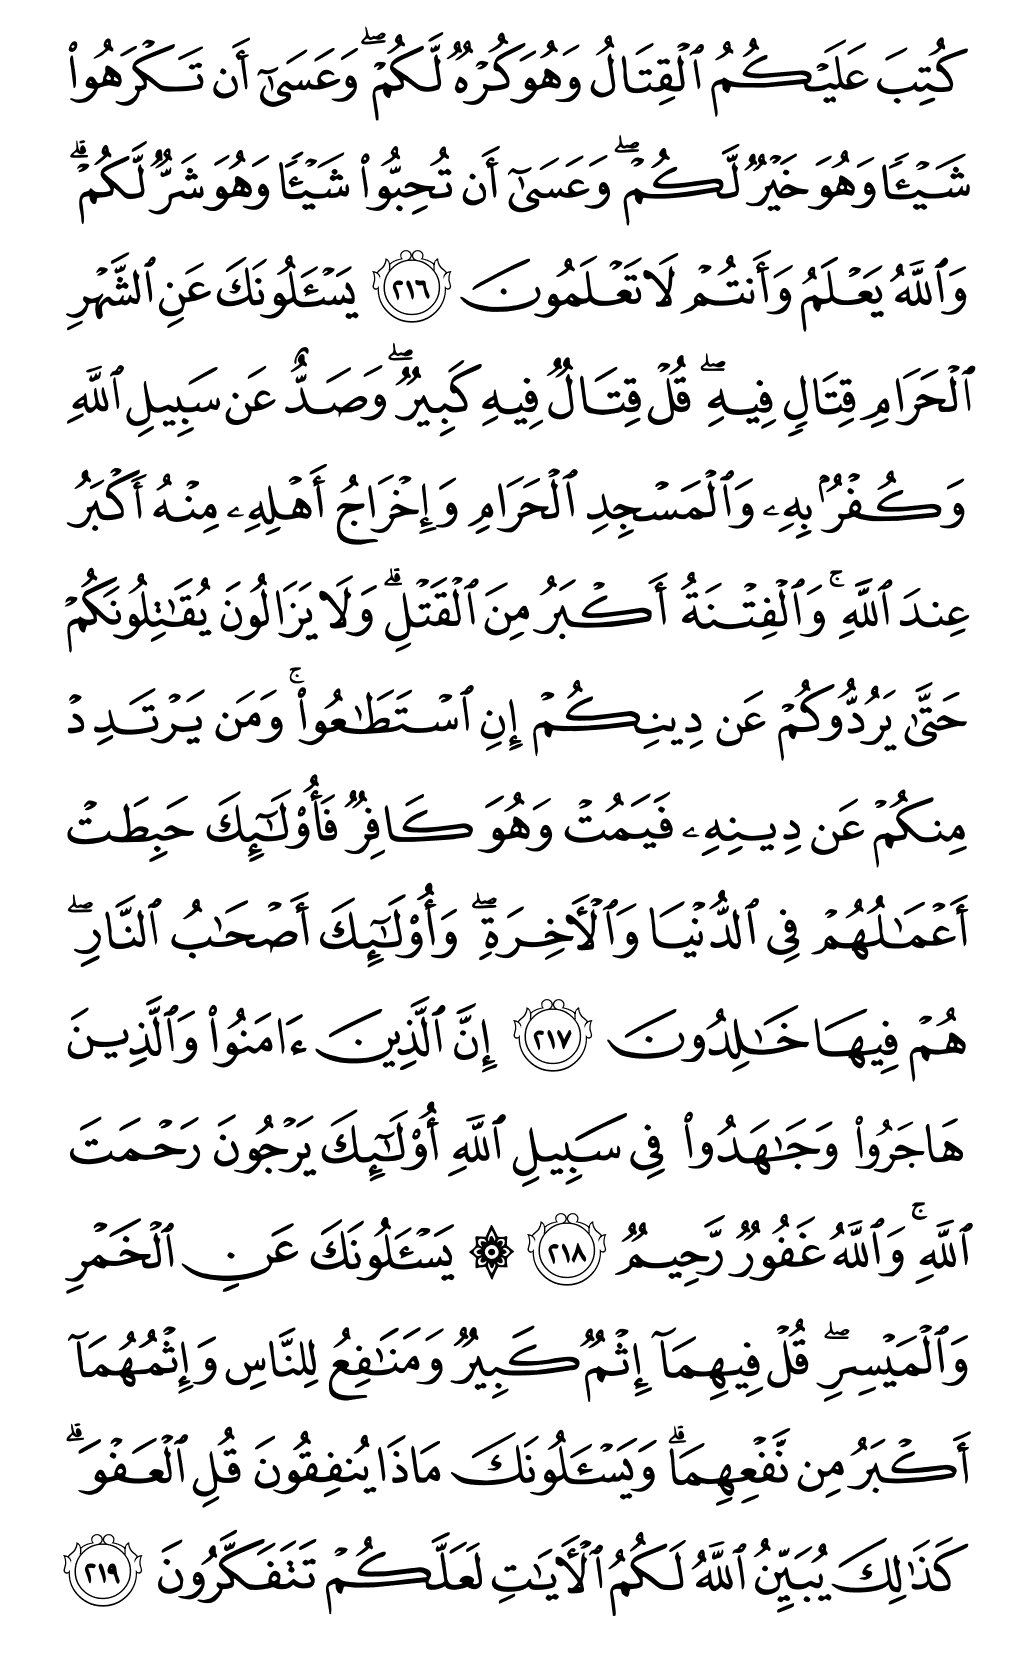 كُتِبَ عَلَيْكُمُ ٱلْقِتَالُ وَهُوَ كُرْهٌ لَّكُمْ ۖ وَعَسَىٰٓ أَن تَكْرَهُوا۟
شَيْـًٔا وَهُوَ خَيْرٌ لَّكُمْ ۖ وَعَسَىٰٓ أَن تُحِبُّوا۟ شَيْـًٔا وَهُوَ شَرٌّ لَّكُمْ ۗ
وَٱللَّهُ يَعْلَمُ وَأَنتُمْ لَا تَعْلَمُونَ ٢١٦ يَسْـَٔلُونَكَ عَنِ ٱلشَّهْرِ
ٱلْحَرَامِ قِتَالٍ فِيهِ ۖ قُلْ قِتَالٌ فِيهِ كَبِيرٌ ۖ وَصَدٌّ عَن سَبِيلِ ٱللَّهِ
وَكُفْرٌۢ بِهِۦ وَٱلْمَسْجِدِ ٱلْحَرَامِ وَإِخْرَاجُ أَهْلِهِۦ مِنْهُ أَكْبَرُ
عِندَ ٱللَّهِ ۚ وَٱلْفِتْنَةُ أَكْبَرُ مِنَ ٱلْقَتْلِ ۗ وَلَا يَزَالُونَ يُقَـٰتِلُونَكُمْ
حَتَّىٰ يَرُدُّوكُمْ عَن دِينِكُمْ إِنِ ٱسْتَطَـٰعُوا۟ ۚ وَمَن يَرْتَدِدْ
مِنكُمْ عَن دِينِهِۦ فَيَمُتْ وَهُوَ كَافِرٌ فَأُو۟لَـٰٓئِكَ حَبِطَتْ
أَعْمَـٰلُهُمْ فِى ٱلدُّنْيَا وَٱلْـَٔاخِرَةِ ۖ وَأُو۟لَـٰٓئِكَ أَصْحَـٰبُ ٱلنَّارِ ۖ
هُمْ فِيهَا خَـٰلِدُونَ ٢١٧ إِنَّ ٱلَّذِينَ ءَامَنُوا۟ وَٱلَّذِينَ
هَاجَرُوا۟ وَجَـٰهَدُوا۟ فِى سَبِيلِ ٱللَّهِ أُو۟لَـٰٓئِكَ يَرْجُونَ رَحْمَتَ
ٱللَّهِ ۚ وَٱللَّهُ غَفُورٌ رَّحِيمٌ ٢١٨ ۞ يَسْـَٔلُونَكَ عَنِ ٱلْخَمْرِ
وَٱلْمَيْسِرِ ۖ قُلْ فِيهِمَآ إِثْمٌ كَبِيرٌ وَمَنَـٰفِعُ لِلنَّاسِ وَإِثْمُهُمَآ
أَكْبَرُ مِن نَّفْعِهِمَا ۗ وَيَسْـَٔلُونَكَ مَاذَا يُنفِقُونَ قُلِ ٱلْعَفْوَ ۗ
كَذَٰلِكَ يُبَيِّنُ ٱللَّهُ لَكُمُ ٱلْـَٔايَـٰتِ لَعَلَّكُمْ تَتَفَكَّرُونَ ٢١٩